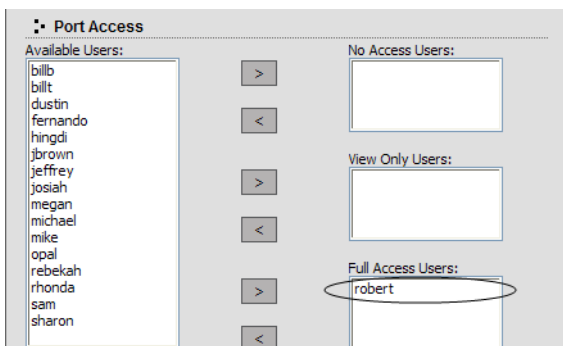 Port Access
Available Users:
billb
billt
dustin
fernando
hingdi
jbrown
jeffrey
josiah
megan
michael
mike
opal
rebekah
rhonda
sam
sharon
>
<
>
<
>
<
No Access Users:
View Only Users:
Full Access Users:
robert